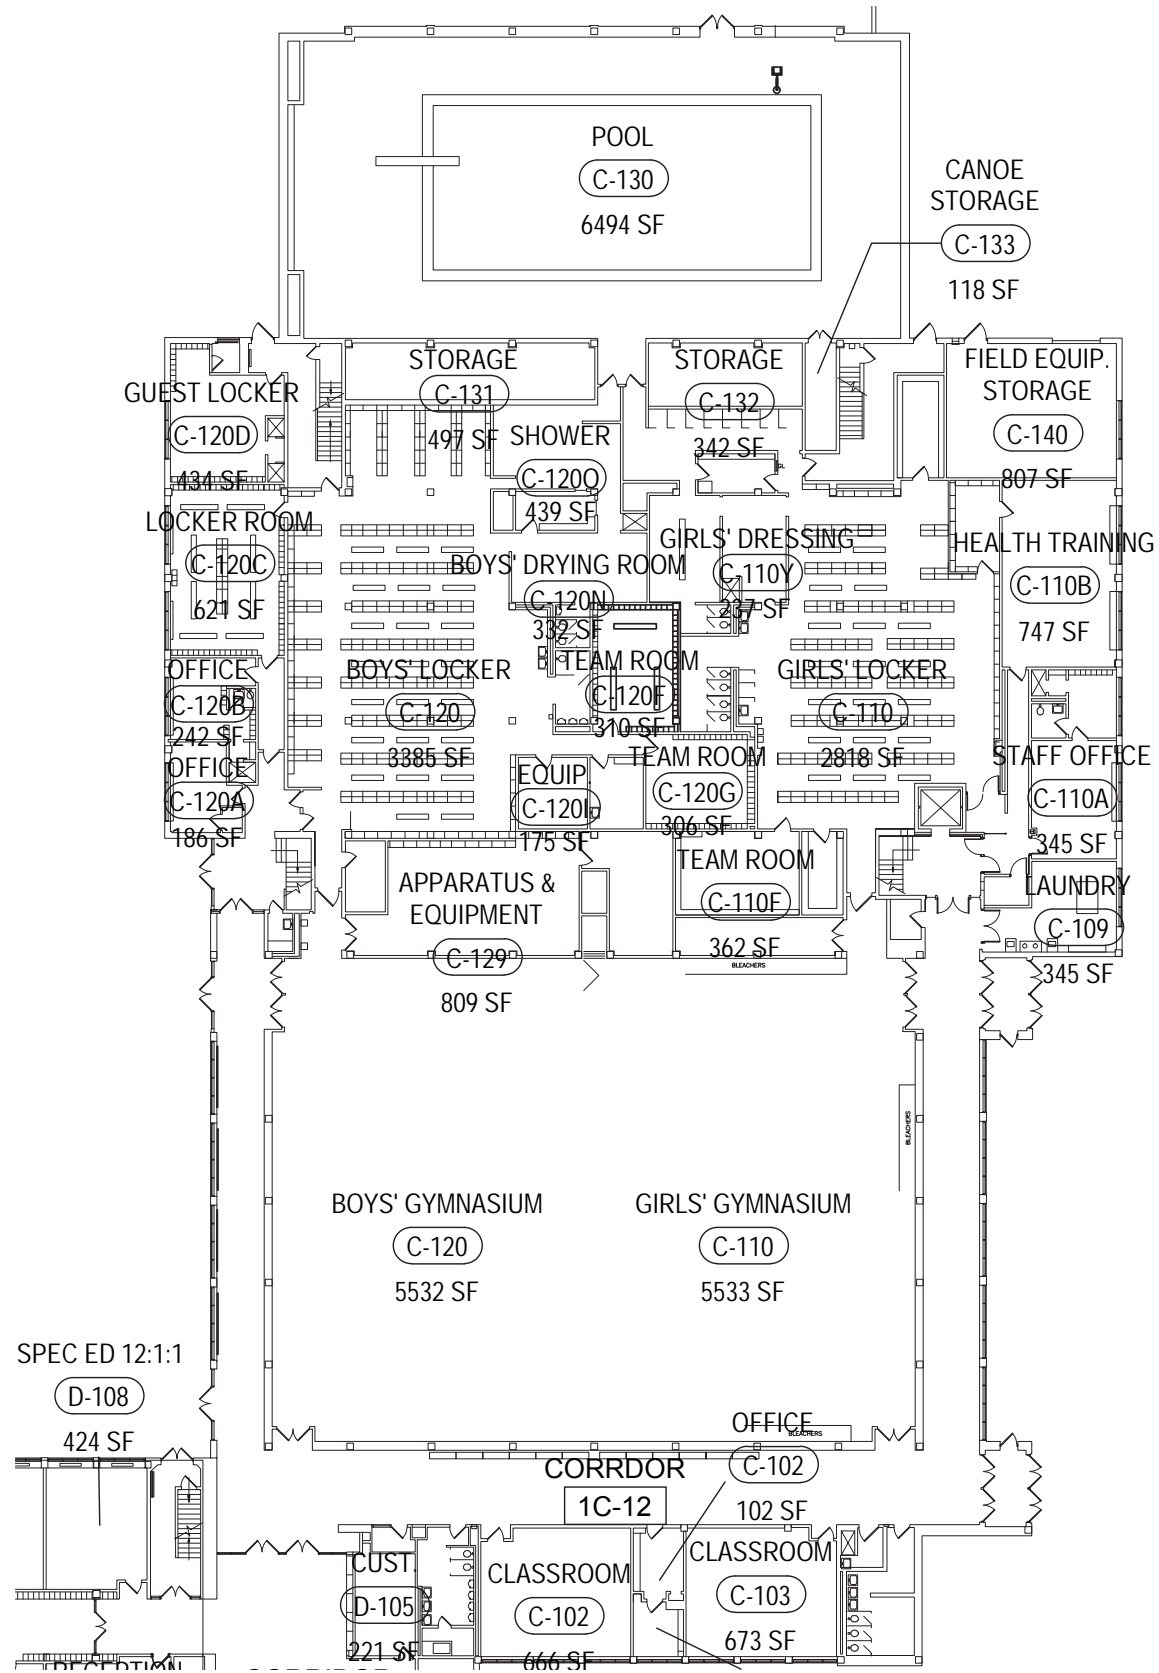 POOL
C-130
6494 SF
CANOE
STORAGE
C-133
118 SF
STORAGE
C-131
497 SF
STORAGE
C-132
342 SF
FIELD EQUIP.
STORAGE
C-140
807 SF
GUEST LOCKER
C-120D
434 SF
SHOWER
C-120O
439 SF
LOCKER ROOM
C-120C
621 SF
BOYS' DRYING ROOM
C-120N
332 SF
GIRLS' DRESSING
C-110Y
237 SF
HEALTH TRAINING
C-110B
747 SF
OFFICE
C-120B
242 SF
BOYS' LOCKER
C-120
3385 SF
TEAM ROOM
C-120F
310 SF
GIRLS' LOCKER
C-110
2818 SF
OFFICE
C-120A
186 SF
EQUIP.
C-120I
175 SF
TEAM ROOM
C-120G
306 SF
STAFF OFFICE
C-110A
345 SF
APPARATUS &
EQUIPMENT
C-129
809 SF
TEAM ROOM
C-110F
362 SF
BLEACHERS
LAUNDRY
C-109
345 SF
BLEACHERS
BOYS' GYMNASIUM
C-120
5532 SF
GIRLS' GYMNASIUM
C-110
5533 SF
SPEC ED 12:1:1
D-108
424 SF
BLEACHERS
OFFICE
C-102
102 SF
CORRDOR
1C-12
CUST.
D-105
221 SF
CLASSROOM
C-102
666 SF
CLASSROOM
C-103
673 SF
RECEPTION
CORRIDOR